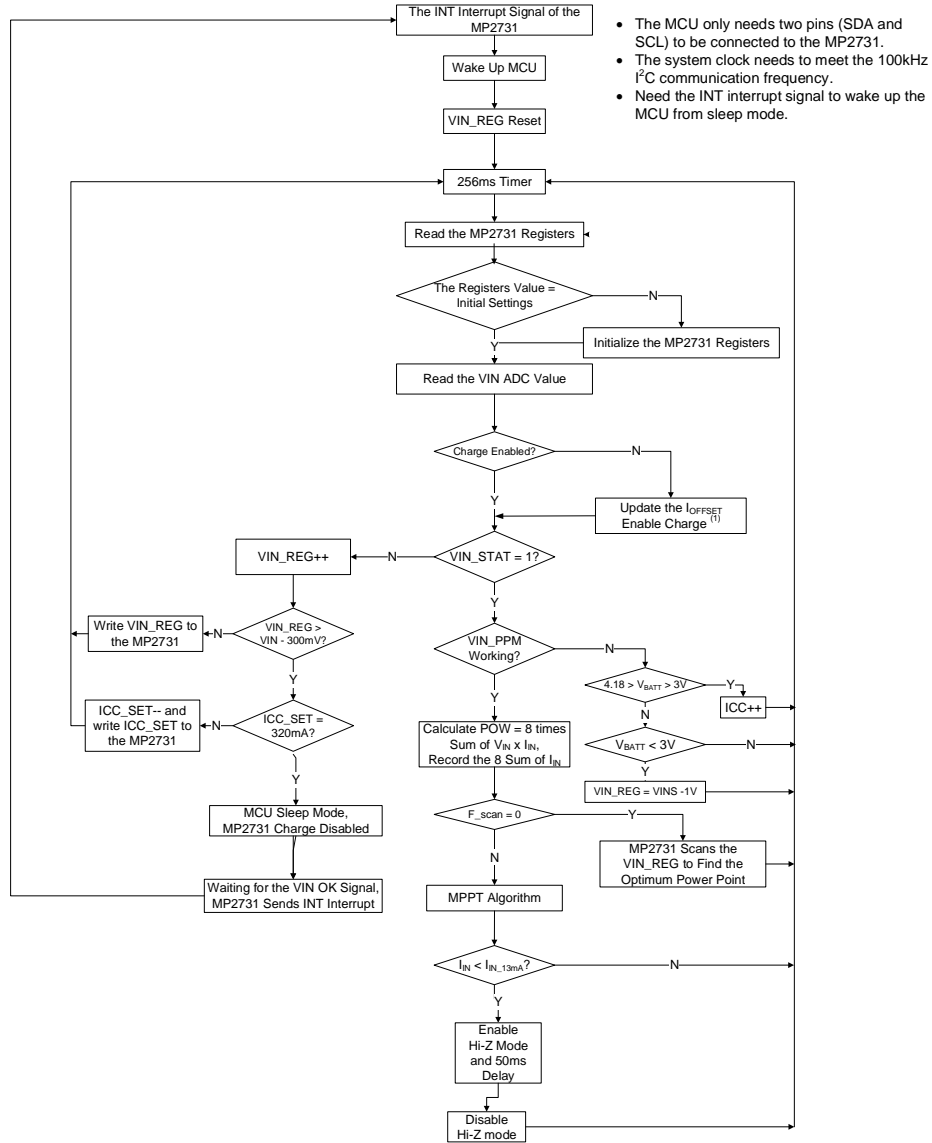 The INT Interrupt Signal of the
MP2731
• The MCU only needs two pins (SDA and
SCL) to be connected to the MP2731.
• The system clock needs to meet the 100kHz
I²C communication frequency.
• Need the INT interrupt signal to wake up the
MCU from sleep mode.
Wake Up MCU
VIN_REG Reset
256ms Timer
Read the MP2731 Registers
The Registers Value =
Initial Settings
N
Initialize the MP2731 Registers
Y
Read the VIN ADC Value
Charge Enabled?
N
Y
Update the IOFFSET
Enable Charge (1)
VIN_STAT = 1?
N
VIN_REG++
Y
VIN_REG >
VIN - 300mV?
N
Write VIN_REG to
the MP2731
Y
ICC_SET =
320mA?
N
ICC_SET-- and
write ICC_SET to
the MP2731
Y
MCU Sleep Mode,
MP2731 Charge Disabled
Waiting for the VIN OK Signal,
MP2731 Sends INT Interrupt
VIN_PPM
Working?
N
4.18 > VBATT > 3V
Y
ICC++
N
VBATT < 3V
N
Y
VIN_REG = VINS -1V
Y
Calculate POW = 8 times
Sum of VIN x IIN,
Record the 8 Sum of IIN
F_scan = 0
Y
MP2731 Scans the
VIN_REG to Find the
Optimum Power Point
N
MPPT Algorithm
IIN < IIN_13mA?
N
Y
Enable
Hi-Z Mode
and 50ms
Delay
Disable
Hi-Z mode